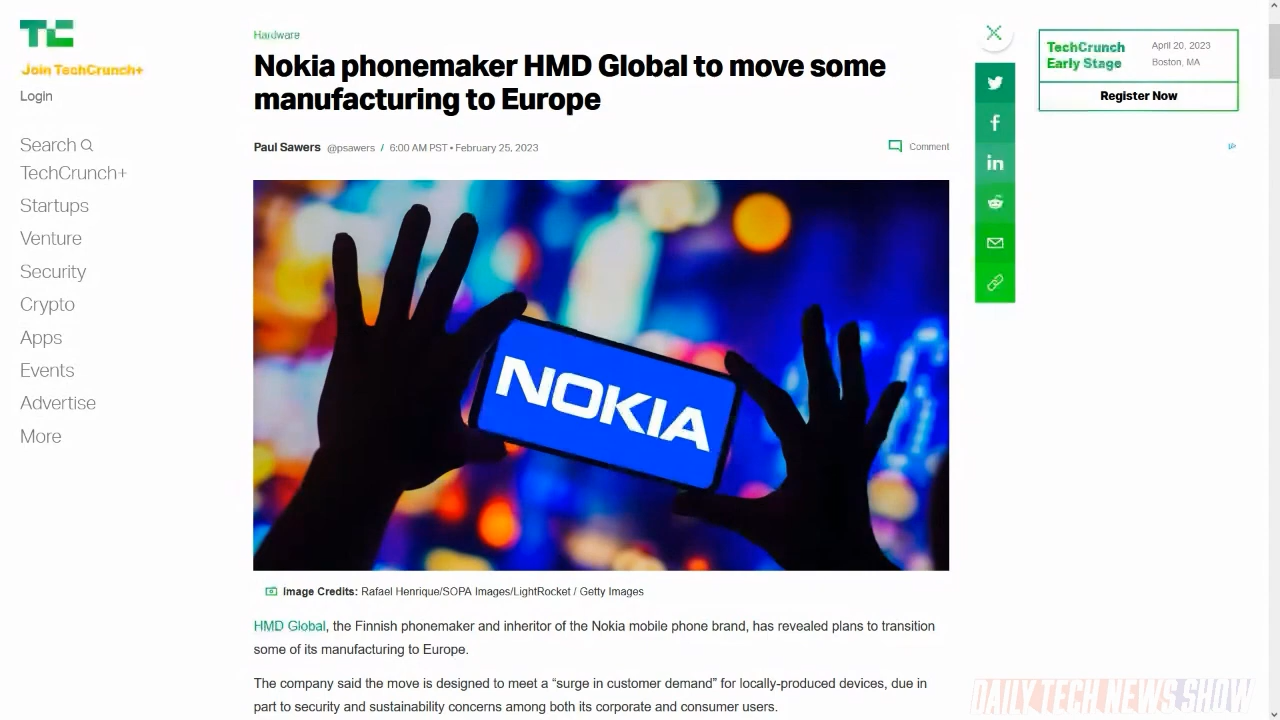 TC
Join TechCrunch+
Login
Search
TechCrunch+
Startups
Venture
Security
Crypto
Apps
Events
Advertise
More
Hardware
Nokia phonemaker HMD Global to move some
manufacturing to Europe
Paul Sawers @psawers / 6:00 AM PST • February 25, 2023
Comment
NOKIA
Image Credits: Rafael Henrique/SOPA Images/LightRocket / Getty Images
HMD Global, the Finnish phonemaker and inheritor of the Nokia mobile phone brand, has revealed plans to transition
some of its manufacturing to Europe.
The company said the move is designed to meet a “surge in customer demand” for locally-produced devices, due in
part to security and sustainability concerns among both its corporate and consumer users.
f
in
TechCrunch
Early Stage
April 20, 2023
Boston, MA
Register Now
DAILY TECH NEWS SHOW